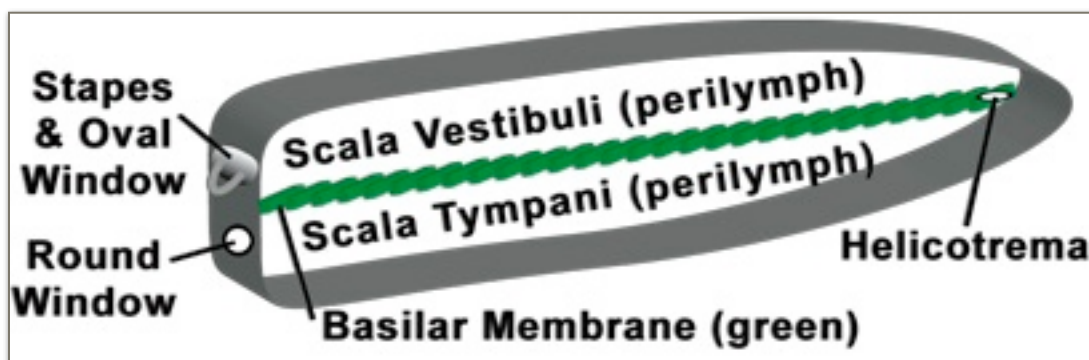 Stapes
& Oval
Window
Scala Vestibuli (perilymph)
Scala Tympani (perilymph)
Round
Window
Helicotrema
Basilar Membrane (green)